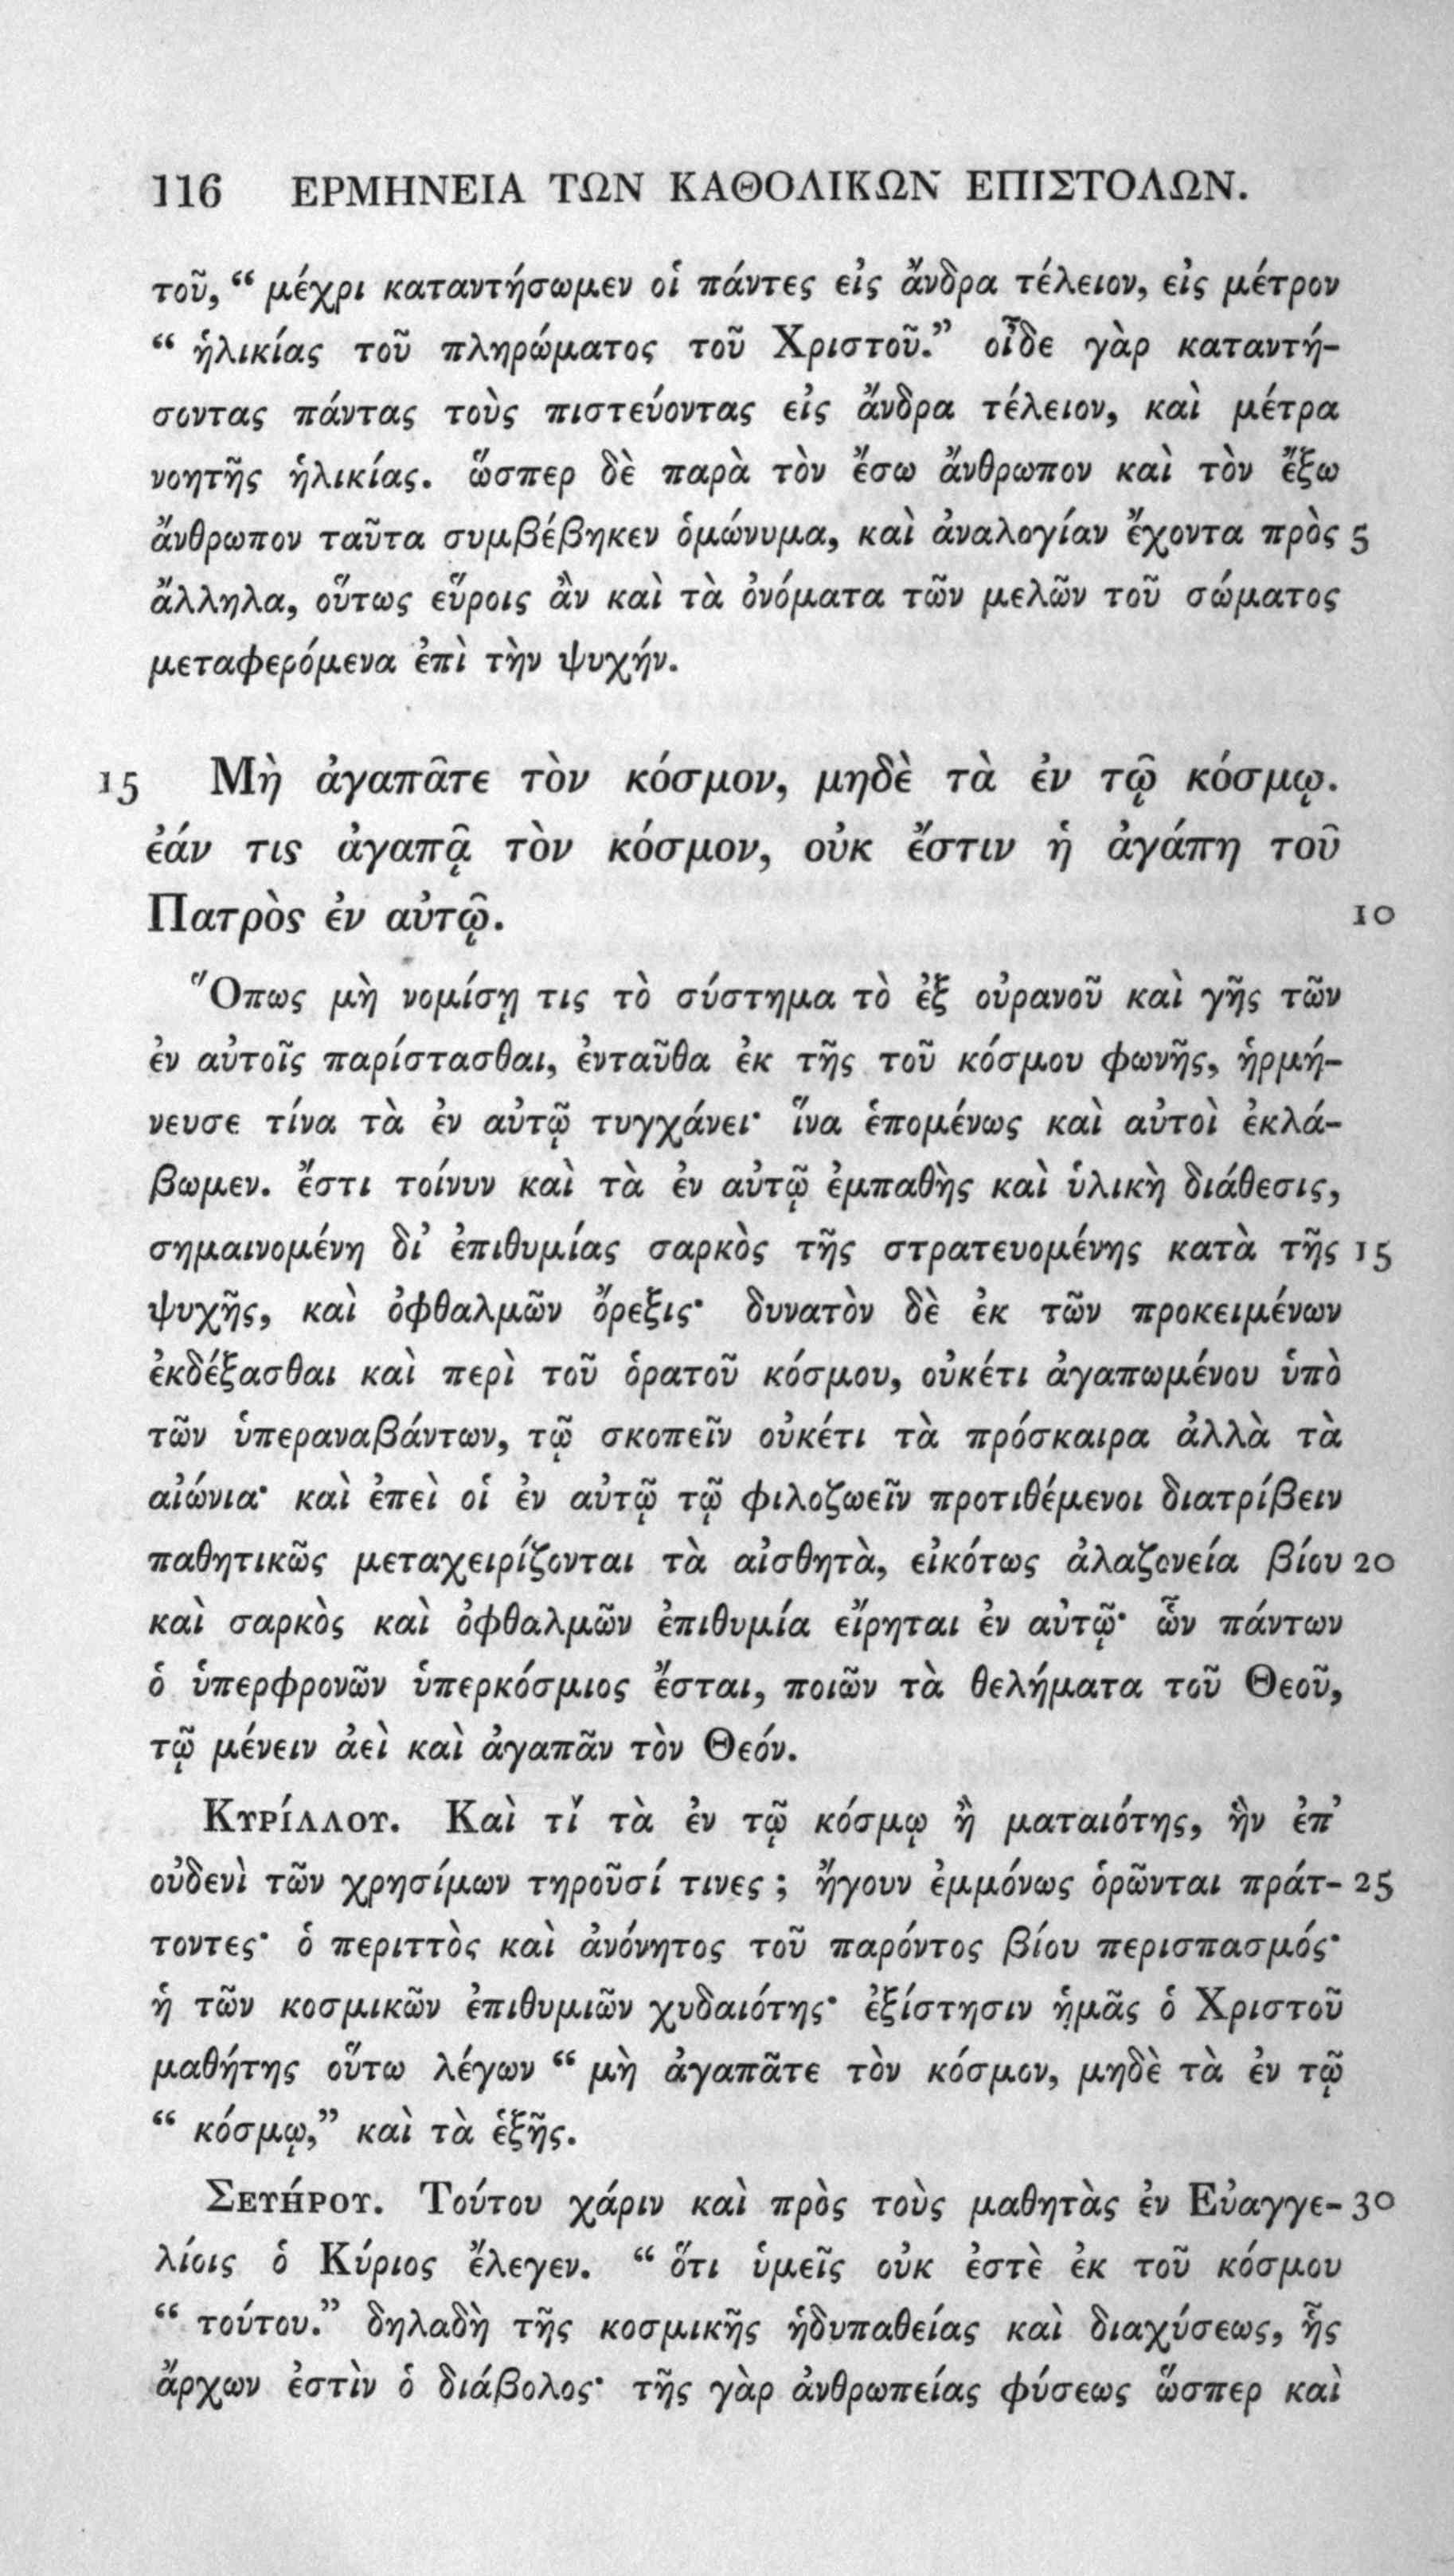 116 ΕΡΜΗΝΕΙΑ ΤΩΝ ΚΑΘΟΛΙΚΩΝ ΕΠΙΣΤΟΛΩΝ.
τοῦ, “ μέχρι καταντήσωμεν οἱ πάντες εἰς ἄνδρα τέλειον, εἰς μέτρον
“ ἡλικίας τοῦ πληρώματος τοῦ Χριστοῦ.” οἶδε γὰρ καταντή-
σοντας πάντας τοὺς πιστεύοντας εἰς ἄνδρα τέλειον, καὶ μέτρα
νοητῆς ἡλικίας. ὥσπερ δὲ παρὰ τὸν ἔσω ἄνθρωπον καὶ τὸν ἔξω
ἄνθρωπον ταῦτα συμβέβηκεν ὁμώνυμα, καὶ ἀναλογίαν ἔχοντα πρὸς 5
ἄλληλα, οὕτως εὕροις ἂν καὶ τὰ ὀνόματα τῶν μελῶν τοῦ σώματος
μεταφερόμενα ἐπὶ τὴν ψυχήν.
15 Μὴ ἀγαπᾶτε τὸν κόσμον, μηδὲ τὰ ἐν τῷ κόσμῳ.
ἐάν τις ἀγαπᾷ τὸν κόσμον, οὐκ ἔστιν ἡ ἀγάπη τοῦ
Πατρὸς ἐν αὐτῷ. 10
Ὅπως μὴ νομίσῃ τις τὸ σύστημα τὸ ἐξ οὐρανοῦ καὶ γῆς τῶν
ἐν αὐτοῖς παρίστασθαι, ἐνταῦθα ἐκ τῆς τοῦ κόσμου φωνῆς, ἡρμή-
νευσε τίνα τὰ ἐν αὐτῷ τυγχάνει· ἵνα ἑπομένως καὶ αὐτοὶ ἐκλά-
βωμεν. ἔστι τοίνυν καὶ τὰ ἐν αὐτῷ ἐμπαθὴς καὶ ὑλικὴ διάθεσις,
σημαινομένη δι’ ἐπιθυμίας σαρκὸς τῆς στρατευομένης κατὰ τῆς 15
ψυχῆς, καὶ ὀφθαλμῶν ὄρεξις· δυνατὸν δὲ ἐκ τῶν προκειμένων
ἐκδέξασθαι καὶ περὶ τοῦ ὁρατοῦ κόσμου, οὐκέτι ἀγαπωμένου ὑπὸ
τῶν ὑπεραναβάντων, τῷ σκοπεῖν οὐκέτι τὰ πρόσκαιρα ἀλλὰ τὰ
αἰώνια· καὶ ἐπεὶ οἱ ἐν αὐτῷ τῷ φιλοζωεῖν προτιθέμενοι διατρίβειν
παθητικῶς μεταχειρίζονται τὰ αἰσθητὰ, εἰκότως ἀλαζονεία βίου 20
καὶ σαρκὸς καὶ ὀφθαλμῶν ἐπιθυμία εἴρηται ἐν αὐτῷ· ὧν πάντων
ὁ ὑπερφρονῶν ὑπερκόσμιος ἔσται, ποιῶν τὰ θελήματα τοῦ Θεοῦ,
τῷ μένειν ἀεὶ καὶ ἀγαπᾶν τὸν Θεόν.
Κυρίλλου. Καὶ τί τὰ ἐν τῷ κόσμῳ ἢ ματαιότης, ἣν ἐπ’
οὐδενὶ τῶν χρησίμων τηροῦσί τινες ; ἤγουν ἐμμόνως ὁρῶνται πράτ- 25
τοντες· ὁ περιττὸς καὶ ἀνόνητος τοῦ παρόντος βίου περισπασμός·
ἡ τῶν κοσμικῶν ἐπιθυμιῶν χυδαιότης· ἐξίστησιν ἡμᾶς ὁ Χριστοῦ
μαθήτης οὕτω λέγων “ μὴ ἀγαπᾶτε τὸν κόσμον, μηδὲ τὰ ἐν τῷ
“ κόσμῳ,” καὶ τὰ ἑξῆς.
Σευήρου. Τούτου χάριν καὶ πρὸς τοὺς μαθητὰς ἐν Εὐαγγε- 30
λίοις ὁ Κύριος ἔλεγεν. “ ὅτι ὑμεῖς οὐκ ἐστὲ ἐκ τοῦ κόσμου
“ τούτου.” δηλαδὴ τῆς κοσμικῆς ἡδυπαθείας καὶ διαχύσεως, ἧς
ἄρχων ἐστὶν ὁ διάβολος· τῆς γὰρ ἀνθρωπείας φύσεως ὥσπερ καὶ